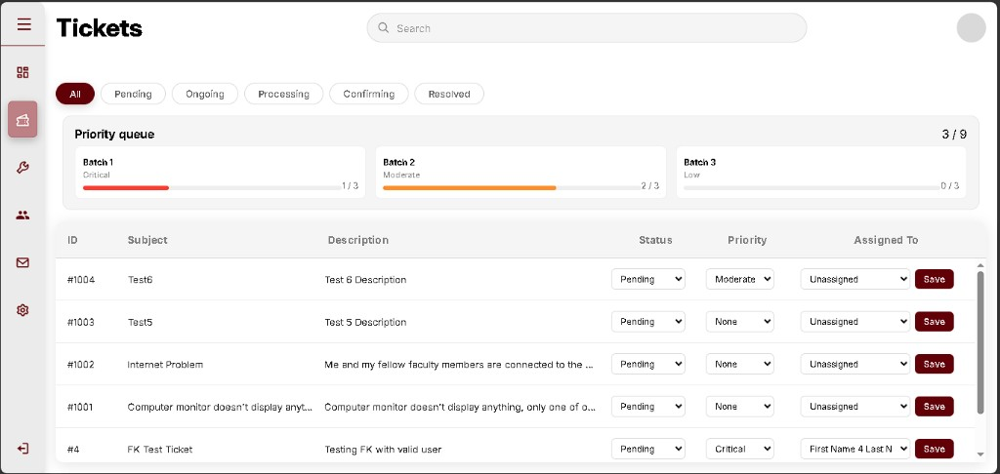 Tickets
Search
All Pending Ongoing Processing Confirming Resolved
Priority queue 3 / 9
Batch 1 Batch 2 Batch 3
Critical Moderate Low
1 / 3 2 / 3 0 / 3
ID Subject Description Status Priority Assigned To
#1004 Test6 Test 6 Description Pending Moderate Unassigned Save
#1003 Test5 Test 5 Description Pending None Unassigned Save
#1002 Internet Problem Me and my fellow faculty members are connected to the ... Pending None Unassigned Save
#1001 Computer monitor doesn't display anyt... Computer monitor doesn't display anything, only one of o... Pending None Unassigned Save
#4 FK Test Ticket Testing FK with valid user Pending Critical First Name 4 Last N Save